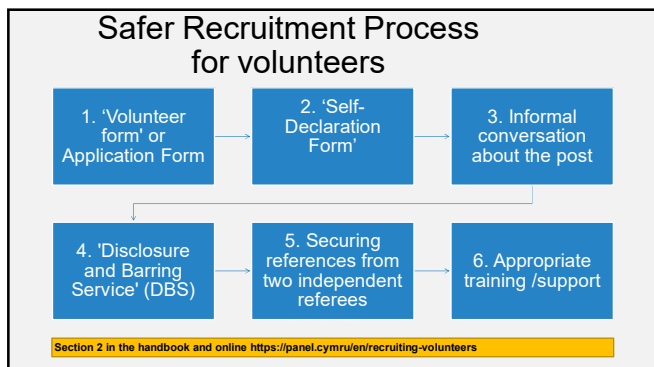 Safer Recruitment Process
for volunteers
1. ‘Volunteer
form' or
Application Form
2. ‘Self-
Declaration
Form’
3. Informal
conversation
about the post
4. 'Disclosure
and Barring
Service' (DBS)
5. Securing
references from
two independent
referees
6. Appropriate
training /support
Section 2 in the handbook and online https://panel.cymru/en/recruiting-volunteers